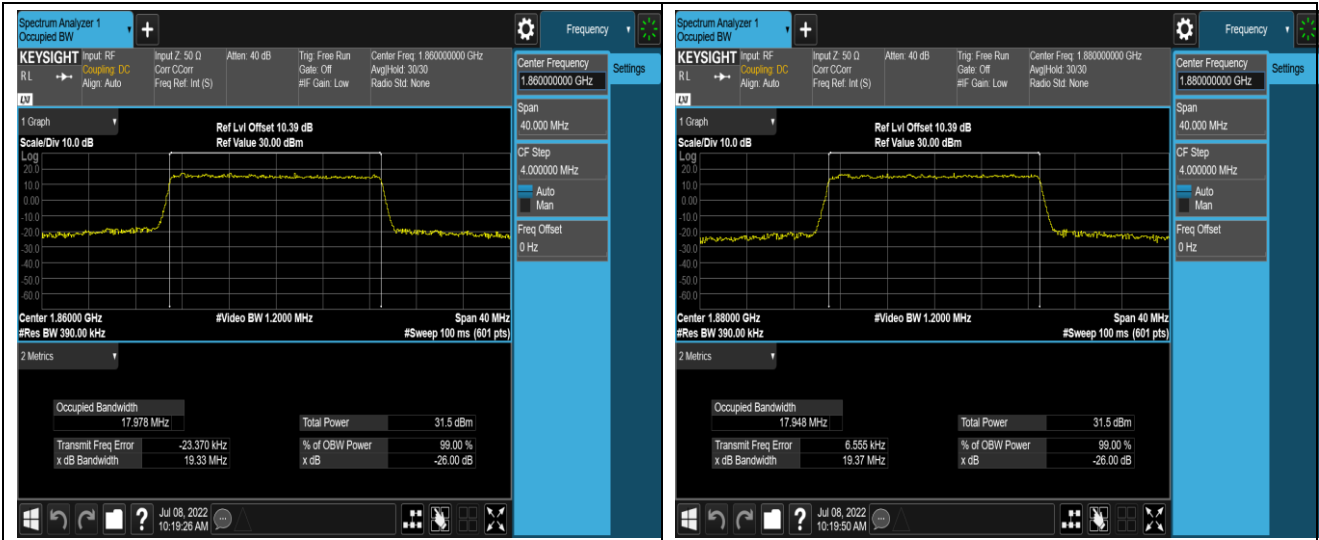 Spectrum Analyzer 1
Occupied BW
Frequency
KEYSIGHT
RL
LXI
Input: RF
Coupling: DC
Align: Auto
Input Z: 50 Ω
Corr CCorr
Freq Ref: Int (S)
Atten: 40 dB
Trig: Free Run
Gate: Off
#IF Gain: Low
Center Freq: 1.860000000 GHz
Avg|Hold: 30/30
Radio Std: None
Center Frequency
1.860000000 GHz
Settings
Span
40.000 MHz
CF Step
4.000000 MHz
Auto
Man
Freq Offset
0 Hz
1 Graph
Ref Lvl Offset 10.39 dB
Scale/Div 10.0 dB
Ref Value 30.00 dBm
Log
20.0
10.0
0.00
-10.0
-20.0
-30.0
-40.0
-50.0
-60.0
Center 1.86000 GHz
#Video BW 1.2000 MHz
Span 40 MHz
#Res BW 390.00 kHz
#Sweep 100 ms (601 pts)
2 Metrics
Occupied Bandwidth
17.978 MHz
Total Power 31.5 dBm
Transmit Freq Error -23.370 kHz
% of OBW Power 99.00 %
x dB Bandwidth 19.33 MHz
x dB -26.00 dB
?
Jul 08, 2022
10:19:26 AM
Spectrum Analyzer 1
Occupied BW
Frequency
KEYSIGHT
RL
LXI
Input: RF
Coupling: DC
Align: Auto
Input Z: 50 Ω
Corr CCorr
Freq Ref: Int (S)
Atten: 40 dB
Trig: Free Run
Gate: Off
#IF Gain: Low
Center Freq: 1.880000000 GHz
Avg|Hold: 30/30
Radio Std: None
Center Frequency
1.880000000 GHz
Settings
Span
40.000 MHz
CF Step
4.000000 MHz
Auto
Man
Freq Offset
0 Hz
1 Graph
Ref Lvl Offset 10.39 dB
Scale/Div 10.0 dB
Ref Value 30.00 dBm
Log
20.0
10.0
0.00
-10.0
-20.0
-30.0
-40.0
-50.0
-60.0
Center 1.88000 GHz
#Video BW 1.2000 MHz
Span 40 MHz
#Res BW 390.00 kHz
#Sweep 100 ms (601 pts)
2 Metrics
Occupied Bandwidth
17.948 MHz
Total Power 31.5 dBm
Transmit Freq Error 6.555 kHz
% of OBW Power 99.00 %
x dB Bandwidth 19.37 MHz
x dB -26.00 dB
?
Jul 08, 2022
10:19:50 AM